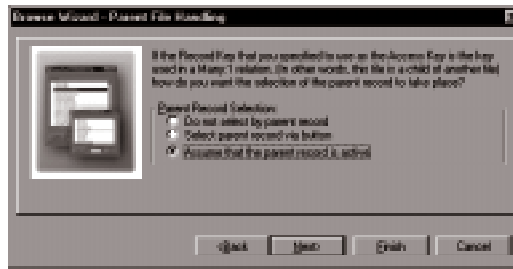 Browse Wizard - Parent File Handling
If the Record Key that you specified to use as the Access Key is the key
used in a Many:1 relation, (in other words, this file is a child of another file)
how do you want the selection of the parent record to take place?
Parent Record Selection:
Do not select by parent record
Select parent record via button
Assume that the parent record is active
<Back
Next>
Finish
Cancel